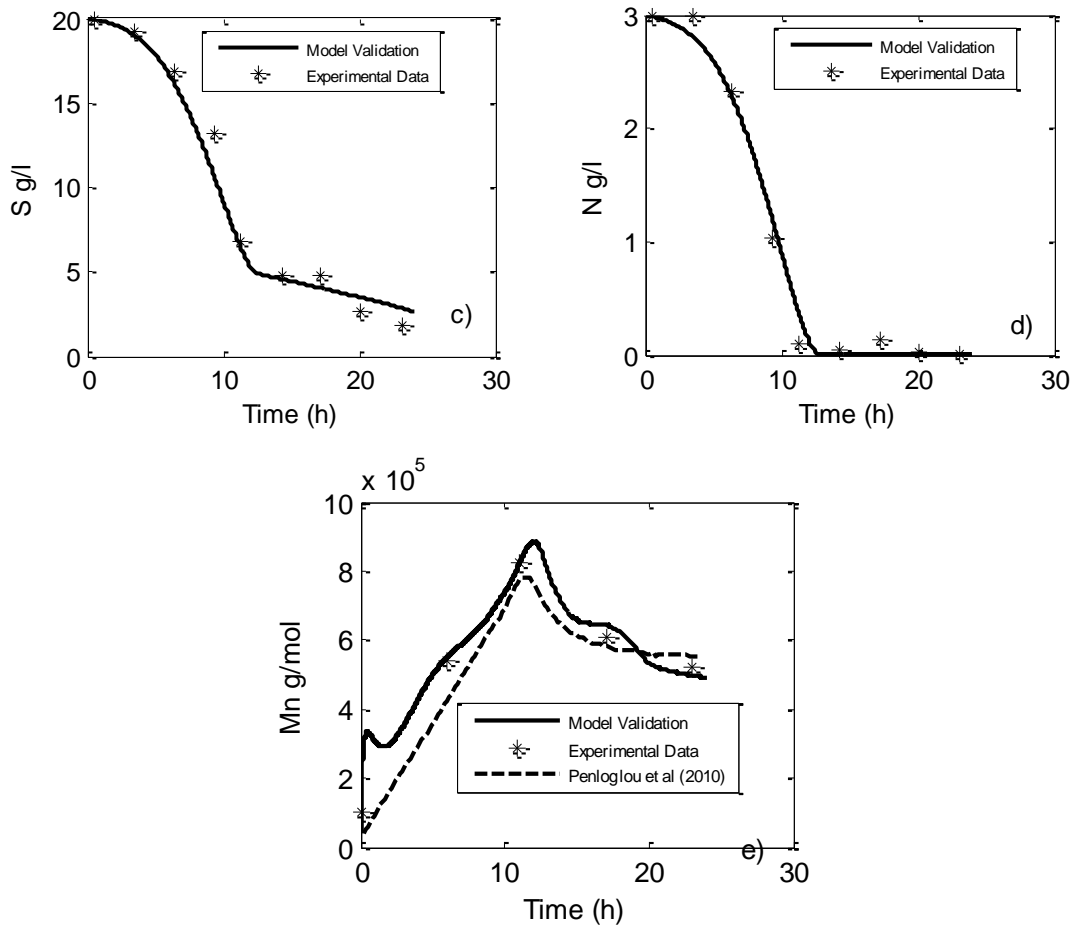 20
15
10
5
0
0
10
20
30
S g/l
Time (h)
Model Validation
Experimental Data
c)
3
2
1
0
0
10
20
30
N g/l
Time (h)
Model Validation
Experimental Data
d)
x 10^5
10
8
6
4
2
0
0
10
20
30
Mn g/mol
Time (h)
Model Validation
Experimental Data
Penloglou et al (2010)
e)